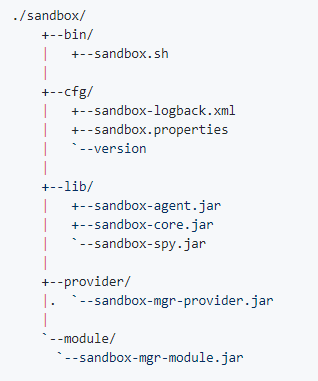 ./sandbox/
    +--bin/
    |   +--sandbox.sh
    |
    +--cfg/
    |   +--sandbox-logback.xml
    |   +--sandbox.properties
    |   `--version
    |
    +--lib/
    |   +--sandbox-agent.jar
    |   +--sandbox-core.jar
    |   `--sandbox-spy.jar
    |
    +--provider/
    |.  `--sandbox-mgr-provider.jar
    |
    `--module/
      `--sandbox-mgr-module.jar